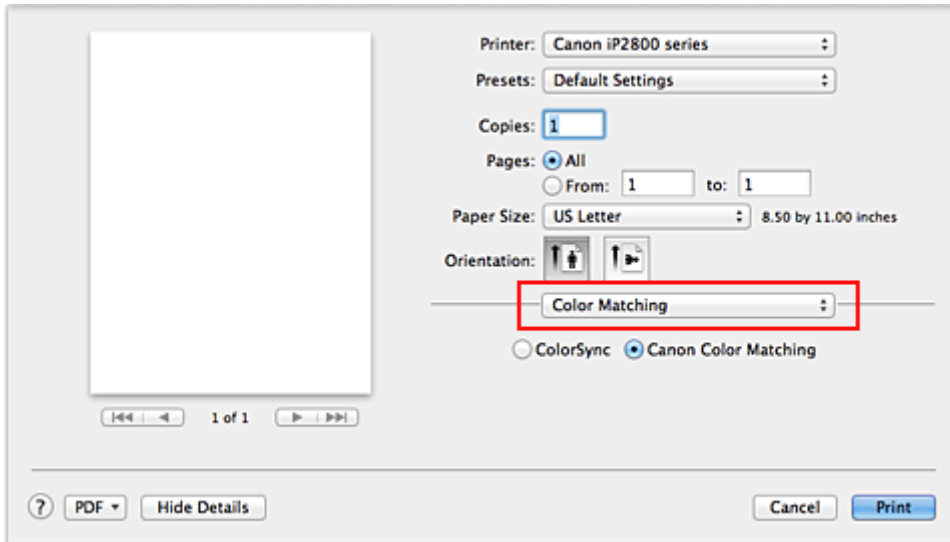 Printer: Canon iP2800 series
Presets: Default Settings
Copies: 1
Pages: All
From: 1 to: 1
Paper Size: US Letter 8.50 by 11.00 inches
Orientation:
Color Matching
ColorSync Canon Color Matching
1 of 1
? PDF Hide Details Cancel Print